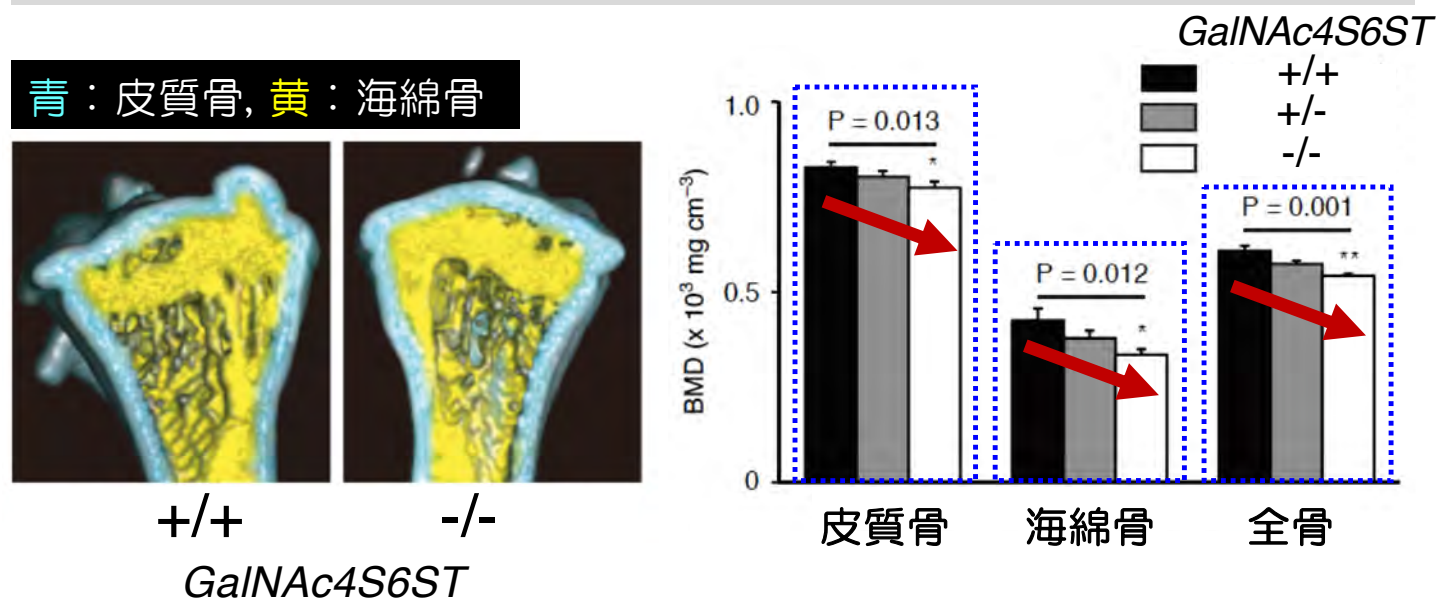 青：皮質骨, 黄：海綿骨
+/+
-/-
GalNAc4S6ST
GalNAc4S6ST
+/+
+/-
-/-
BMD (x 10³ mg cm⁻³)
1.0
0.5
0
P = 0.013
*
P = 0.012
*
P = 0.001
**
皮質骨
海綿骨
全骨